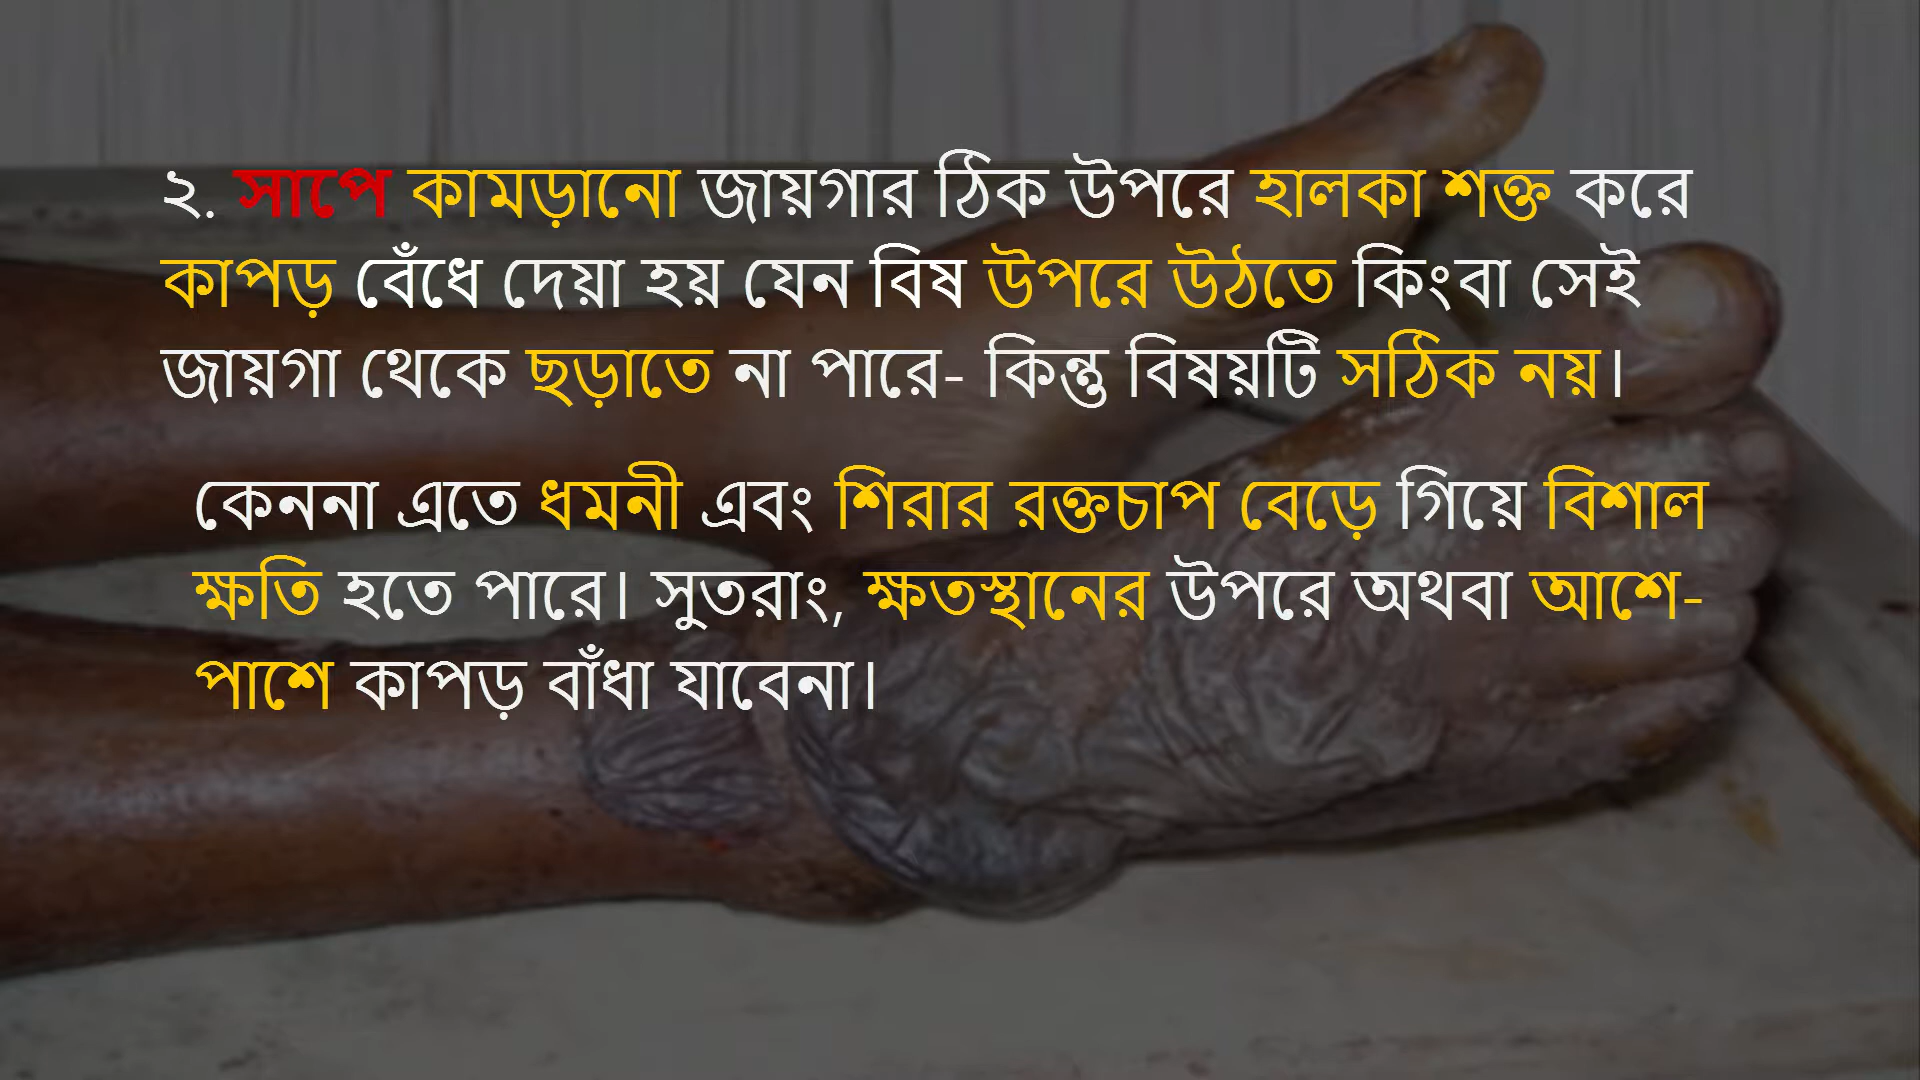 ২. সাপে কামড়ানো জায়গার ঠিক উপরে হালকা শক্ত করে
কাপড় বেঁধে দেয়া হয় যেন বিষ উপরে উঠতে কিংবা সেই
জায়গা থেকে ছড়াতে না পারে- কিন্তু বিষয়টি সঠিক নয়।
কেননা এতে ধমনী এবং শিরার রক্তচাপ বেড়ে গিয়ে বিশাল
ক্ষতি হতে পারে। সুতরাং, ক্ষতস্থানের উপরে অথবা আশে-
পাশে কাপড় বাঁধা যাবেনা।